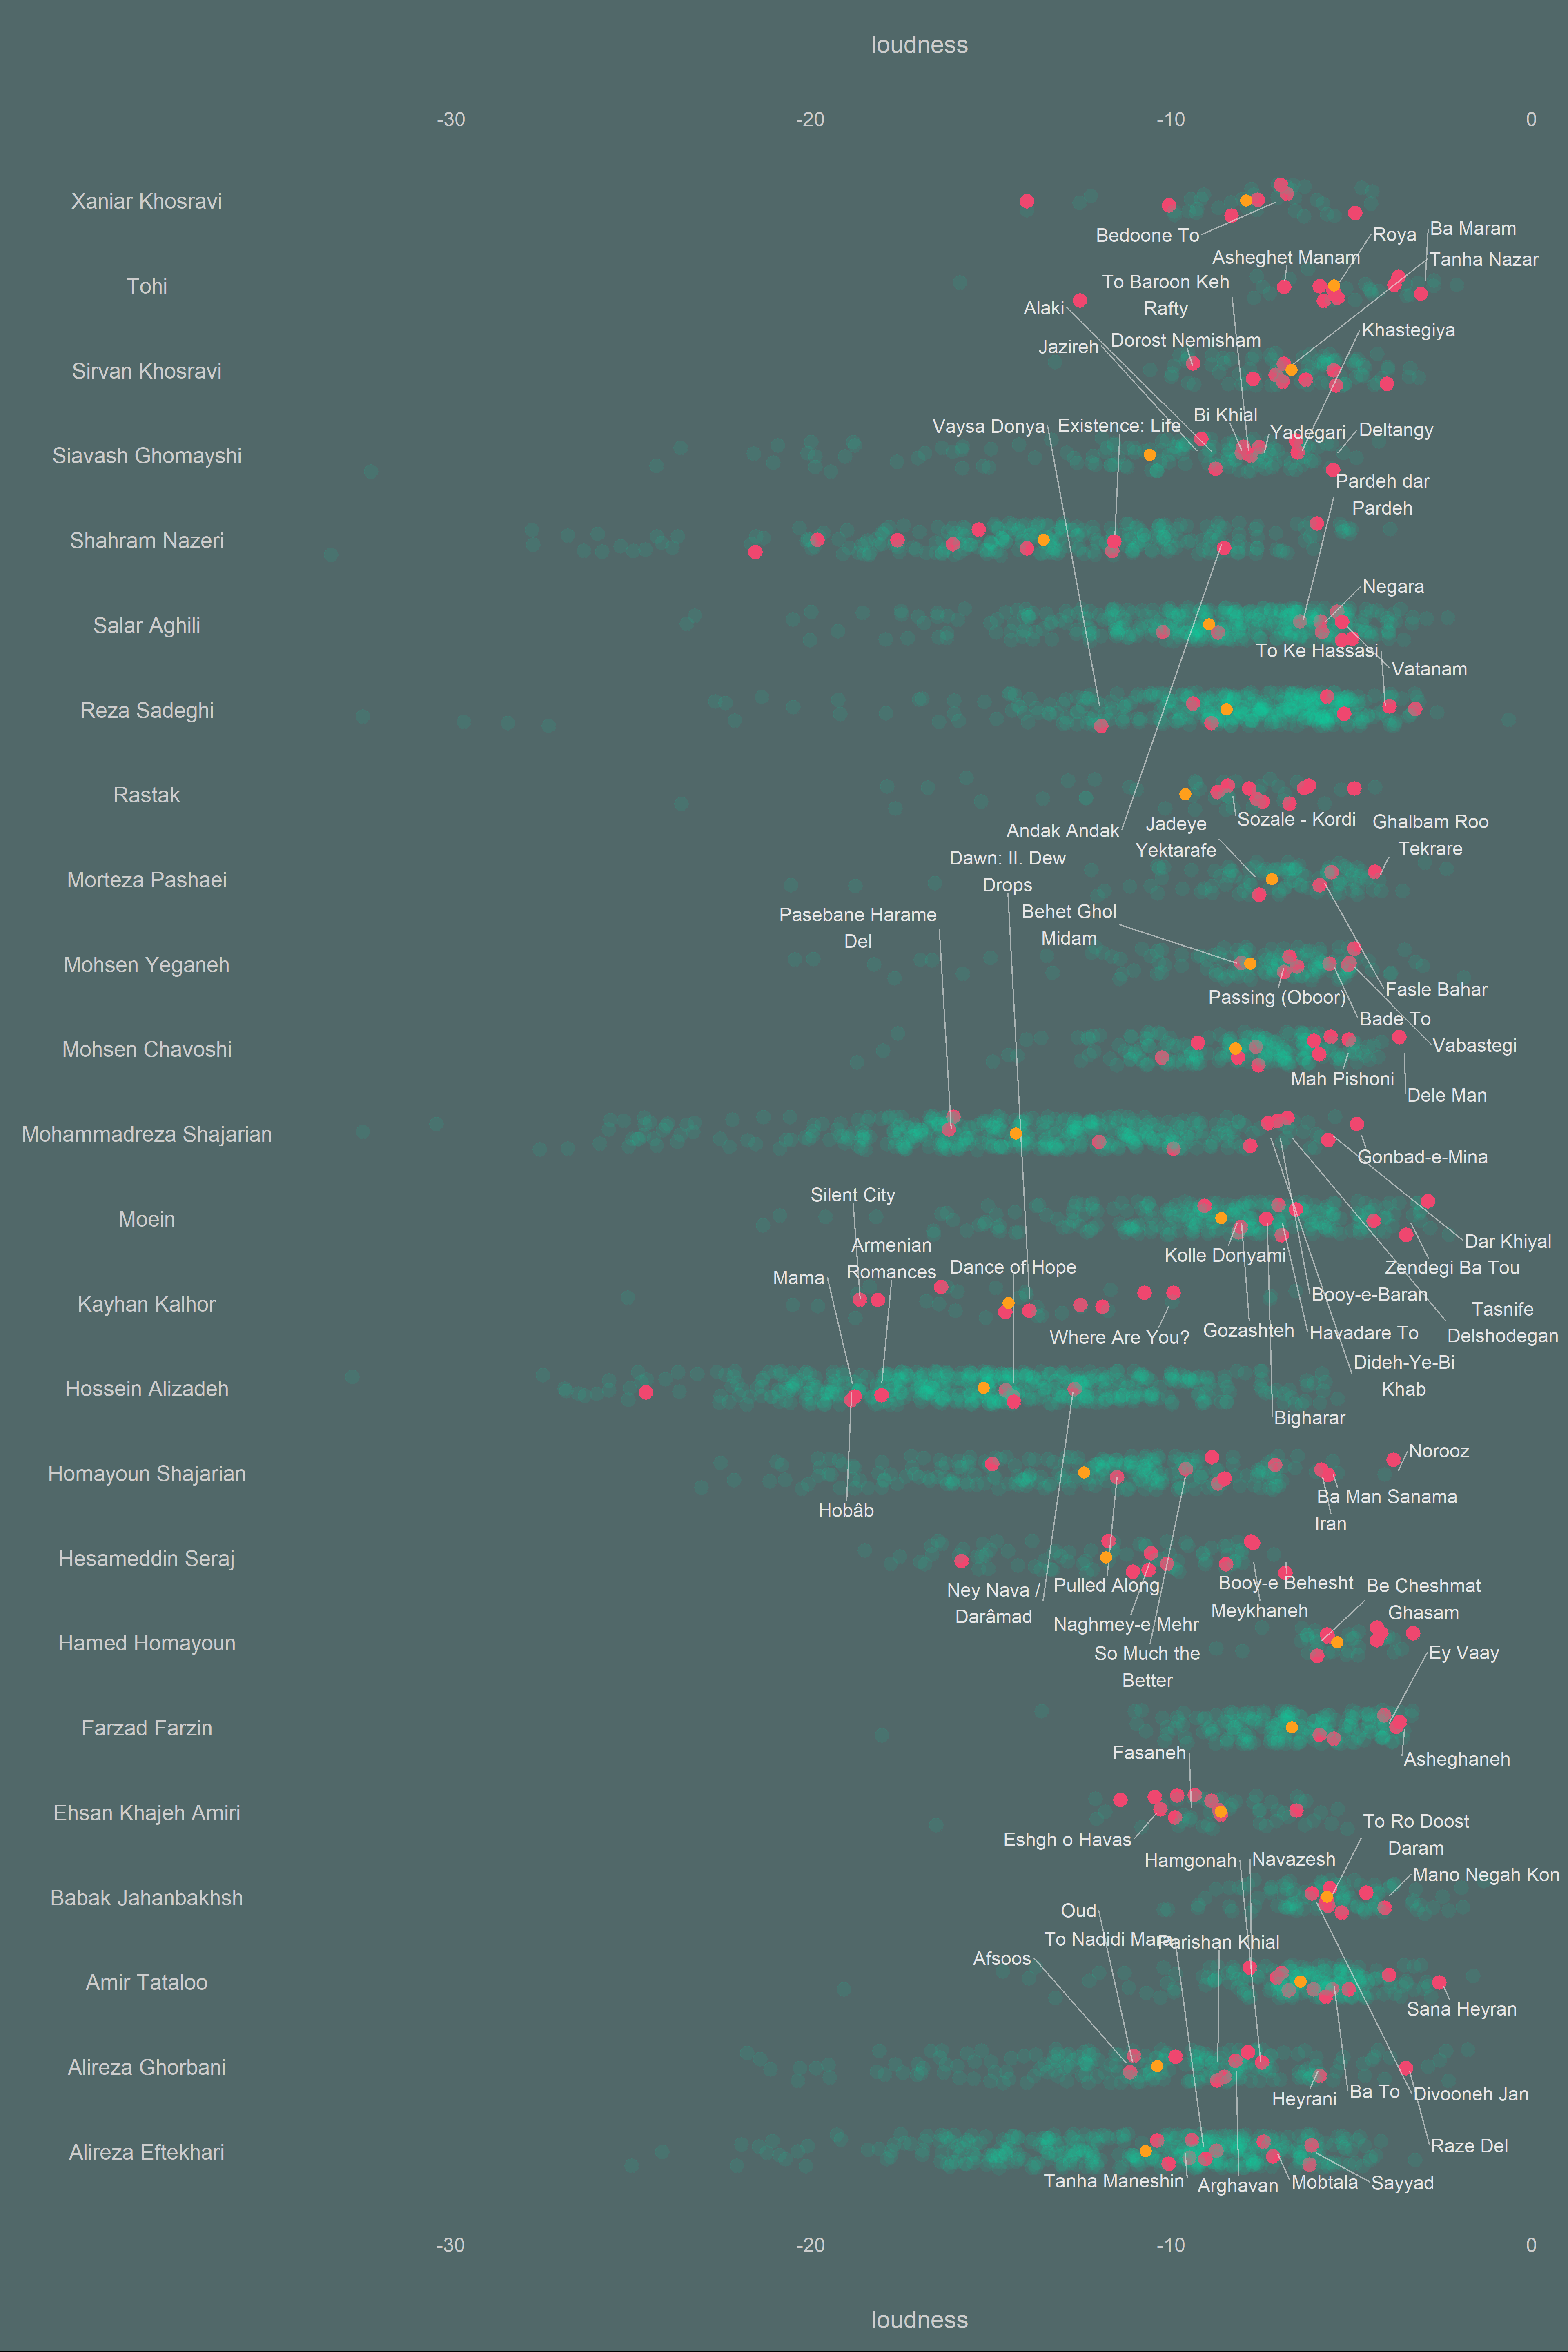 loudness
-30 -20 -10 0
Xaniar Khosravi
Bedoone To
Roya
Ba Maram
Asheghet Manam
Tanha Nazar
Tohi
To Baroon Keh
Rafty
Alaki
Khastegiya
Dorost Nemisham
Jazireh
Sirvan Khosravi
Bi Khial
Vaysa Donya
Existence: Life
Yadegari
Deltangy
Siavash Ghomayshi
Pardeh dar
Pardeh
Shahram Nazeri
Negara
Salar Aghili
To Ke Hassasi
Vatanam
Reza Sadeghi
Rastak
Sozale - Kordi
Ghalbam Roo
Tekrare
Andak Andak
Jadeye
Yektarafe
Dawn: II. Dew
Drops
Morteza Pashaei
Pasebane Harame
Del
Behet Ghol
Midam
Mohsen Yeganeh
Passing (Oboor)
Fasle Bahar
Bade To
Vabastegi
Mohsen Chavoshi
Mah Pishoni
Dele Man
Mohammadreza Shajarian
Gonbad-e-Mina
Silent City
Moein
Dar Khiyal
Armenian
Romances
Kolle Donyami
Zendegi Ba Tou
Mama
Dance of Hope
Booy-e-Baran
Kayhan Kalhor
Tasnife
Delshodegan
Where Are You?
Gozashteh
Havadare To
Dideh-Ye-Bi
Khab
Hossein Alizadeh
Bigharar
Norooz
Homayoun Shajarian
Hobâb
Ba Man Sanama
Iran
Hesameddin Seraj
Ney Nava /
Darâmad
Pulled Along
Booy-e Behesht
Be Cheshmat
Ghasam
Meykhaneh
Naghmey-e Mehr
Hamed Homayoun
So Much the
Better
Ey Vaay
Farzad Farzin
Fasaneh
Asheghaneh
Ehsan Khajeh Amiri
Eshgh o Havas
To Ro Doost
Daram
Hamgonah
Navazesh
Mano Negah Kon
Babak Jahanbakhsh
Oud
To Nadidi Mara
Parishan Khial
Afsoos
Amir Tataloo
Sana Heyran
Alireza Ghorbani
Heyrani
Ba To
Divooneh Jan
Raze Del
Alireza Eftekhari
Tanha Maneshin
Arghavan
Mobtala
Sayyad
-30 -20 -10 0
loudness